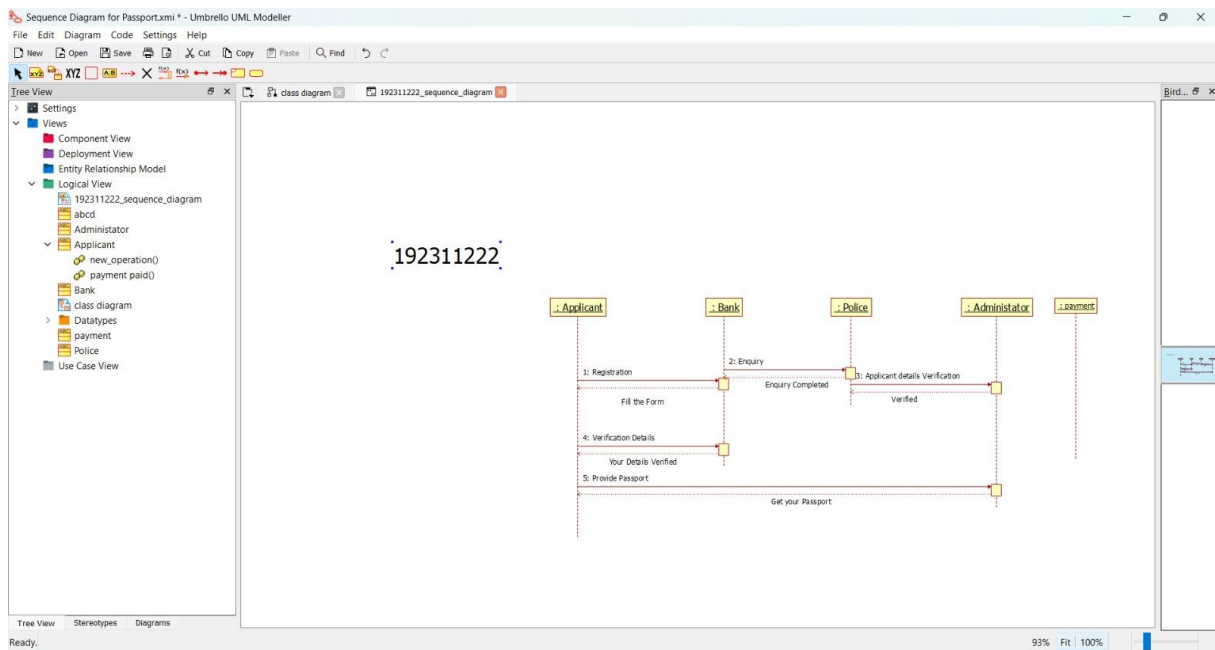 Sequence Diagram for Passport.xmi * - Umbrello UML Modeller
File Edit Diagram Code Settings Help
New Open Save Cut Copy Paste Find
XYZ XYZ A.B f(x) f(x)
Tree View
class diagram 192311222_sequence_diagram
Bird...
Settings
Views
Component View
Deployment View
Entity Relationship Model
Logical View
192311222_sequence_diagram
abcd
Administator
Applicant
new_operation()
payment paid()
Bank
class diagram
Datatypes
payment
Police
Use Case View
192311222
: Applicant : Bank : Police : Administator : payment
2: Enquiry
1: Registration
3: Applicant details Verification
Enquiry Completed
Verified
Fill the Form
4: Verification Details
Your Details Verified
5: Provide Passport
Get your Passport
Tree View Stereotypes Diagrams
Ready.
93% Fit 100%